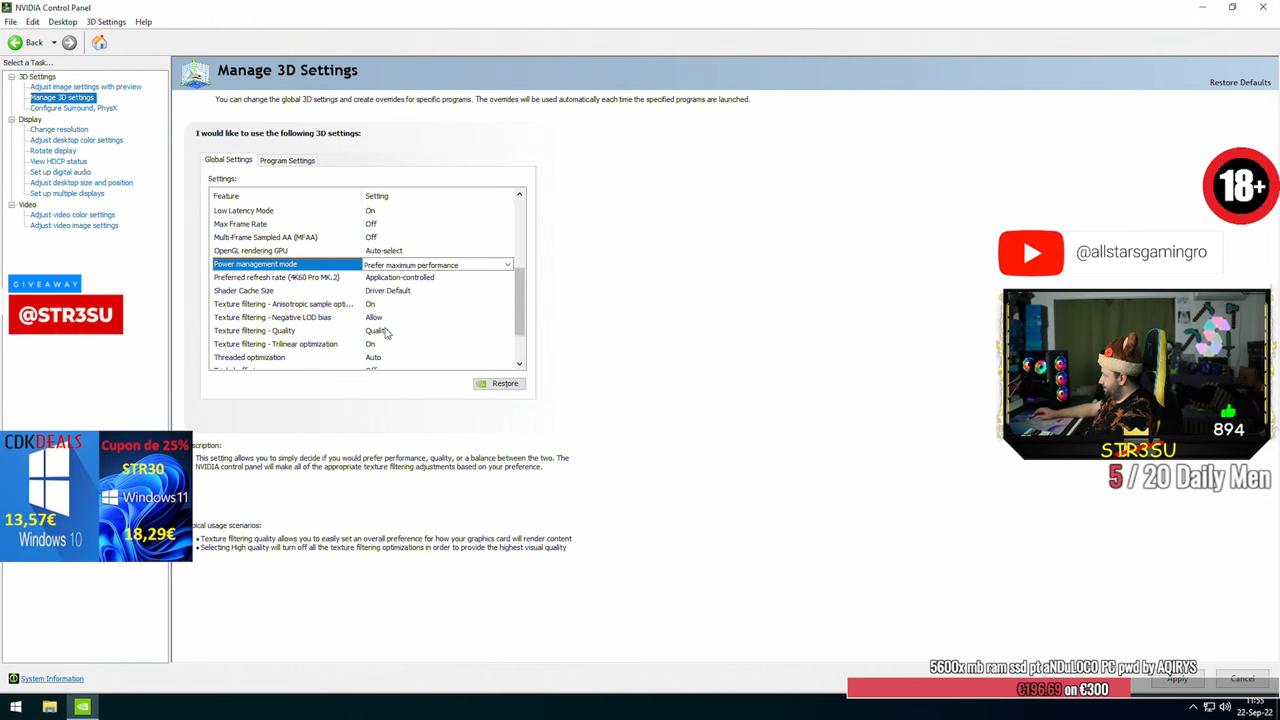 NVIDIA Control Panel
File Edit Desktop 3D Settings Help
Back
Select a Task...
3D Settings
Adjust image settings with preview
Manage 3D settings
Configure Surround, PhysX
Display
Change resolution
Adjust desktop color settings
Rotate display
View HDCP status
Set up digital audio
Adjust desktop size and position
Set up multiple displays
Video
Adjust video color settings
Adjust video image settings
Manage 3D Settings
Restore Defaults
You can change the global 3D settings and create overrides for specific programs. The overrides will be used automatically each time the specified programs are launched.
I would like to use the following 3D settings:
Global Settings Program Settings
Settings:
Feature Setting
Low Latency Mode On
Max Frame Rate Off
Multi-Frame Sampled AA (MFAA) Off
OpenGL rendering GPU Auto-select
Power management mode Prefer maximum performance
Preferred refresh rate (4K60 Pro MK.2) Application-controlled
Shader Cache Size Driver Default
Texture filtering - Anisotropic sample opti... On
Texture filtering - Negative LOD bias Allow
Texture filtering - Quality Quality
Texture filtering - Trilinear optimization On
Threaded optimization Auto
Restore
scription:
This setting allows you to simply decide if you would prefer performance, quality, or a balance between the two. The
NVIDIA control panel will make all of the appropriate texture filtering adjustments based on your preference.
pical usage scenarios:
• Texture filtering quality allows you to easily set an overall preference for how your graphics card will render content
• Selecting High quality will turn off all the texture filtering optimizations in order to provide the highest visual quality
GIVEAWAY
@STR3SU
CDKDEALS
Cupon de 25%
STR30
Windows 11
13,57€
18,29€
Windows 10
18+
@allstarsgamingro
894
STR3SU
5 / 20 Daily Men
System Information
5600x mb ram ssd pt aNDuLOCO PC pwd by AQIRYS
€196.69 on €300
Apply Cancel
11:55
22-Sep-22